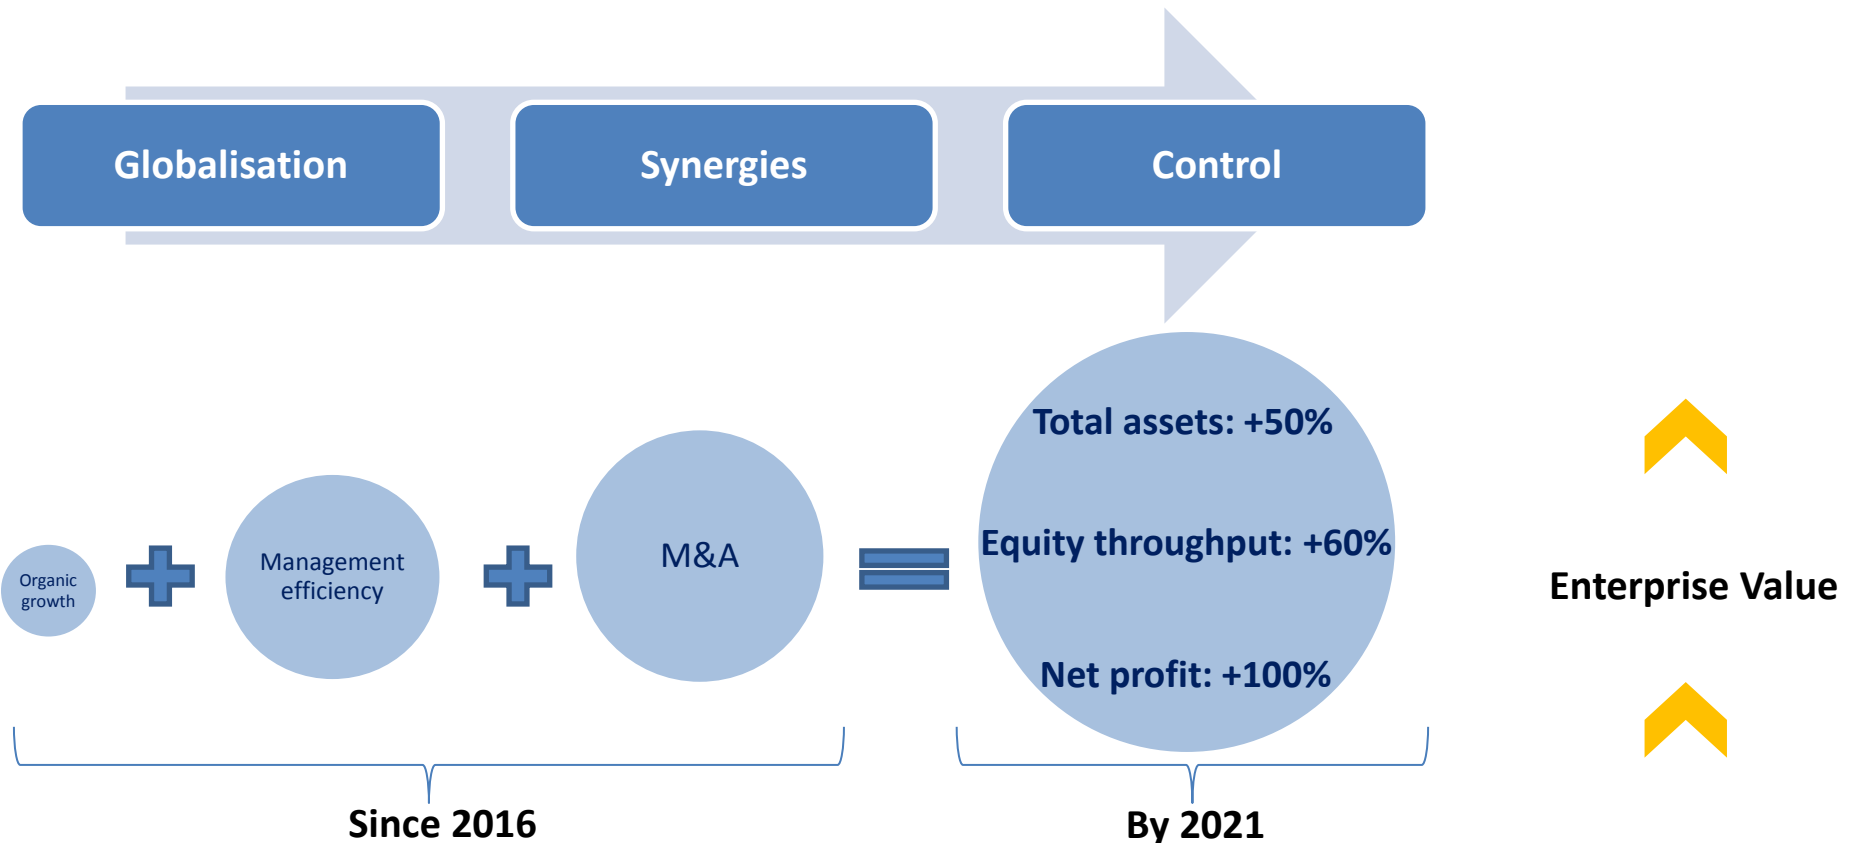 Globalisation
Synergies
Control
Organic
growth
Management
efficiency
M&A
Total assets: +50%
Equity throughput: +60%
Net profit: +100%
Enterprise Value
Since 2016
By 2021